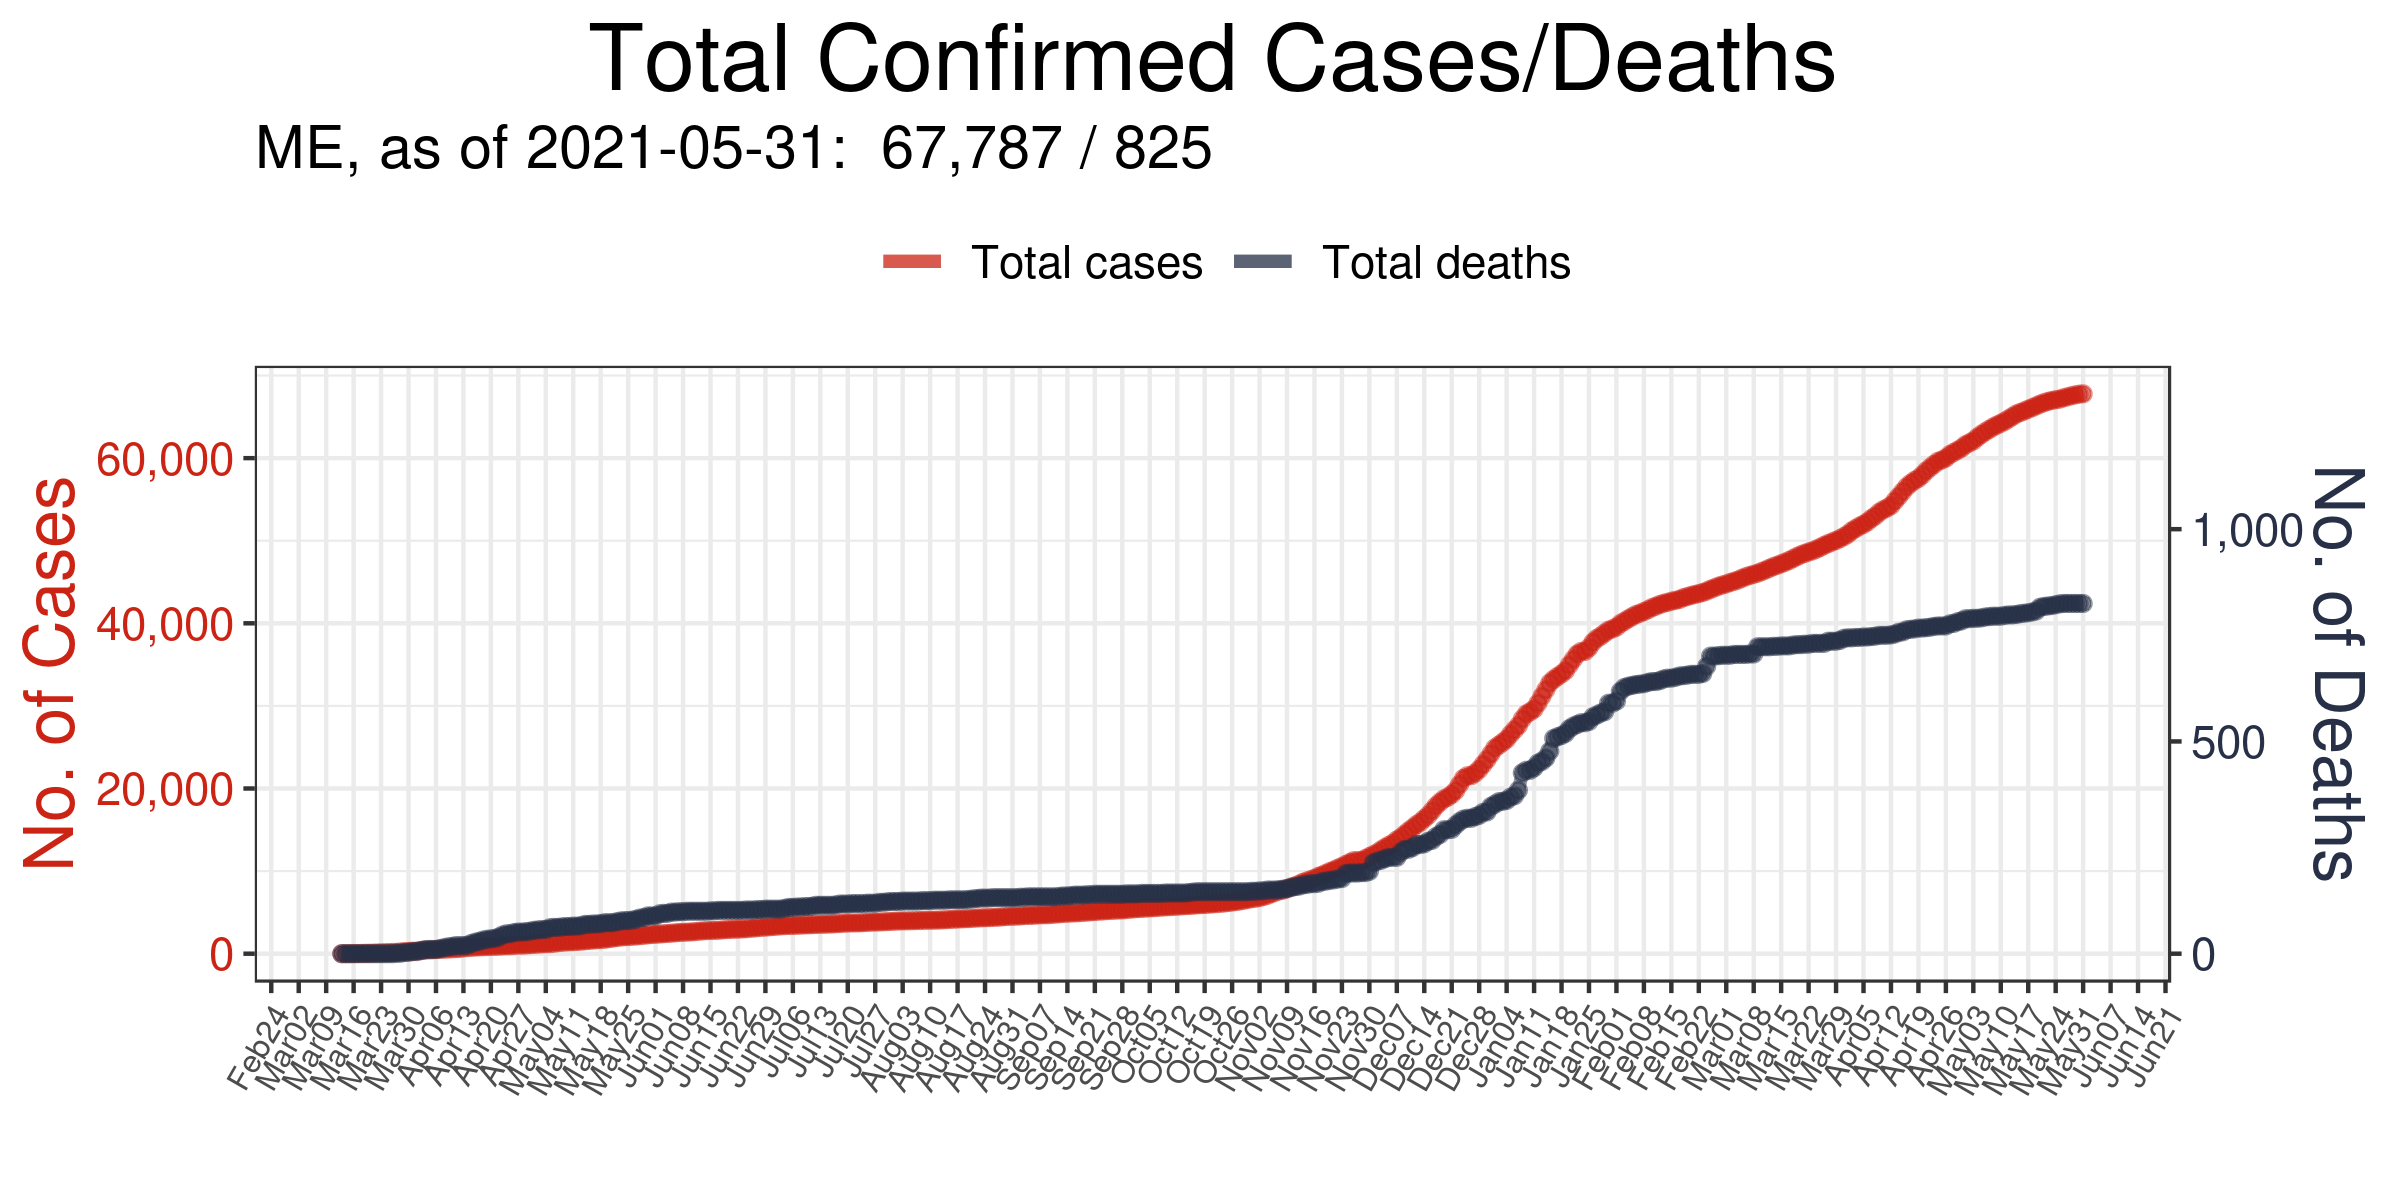 Total Confirmed Cases/Deaths
ME, as of 2021-05-31:  67,787 / 825
Total cases
Total deaths
No. of Cases
60,000
40,000
20,000
0
1,000
500
0
No. of Deaths
Feb24
Mar02
Mar09
Mar16
Mar23
Mar30
Apr06
Apr13
Apr20
Apr27
May04
May11
May18
May25
Jun01
Jun08
Jun15
Jun22
Jun29
Jul06
Jul13
Jul20
Jul27
Aug03
Aug10
Aug17
Aug24
Aug31
Sep07
Sep14
Sep21
Sep28
Oct05
Oct12
Oct19
Oct26
Nov02
Nov09
Nov16
Nov23
Nov30
Dec07
Dec14
Dec21
Dec28
Jan04
Jan11
Jan18
Jan25
Feb01
Feb08
Feb15
Feb22
Mar01
Mar08
Mar15
Mar22
Mar29
Apr05
Apr12
Apr19
Apr26
May03
May10
May17
May24
May31
Jun07
Jun14
Jun21